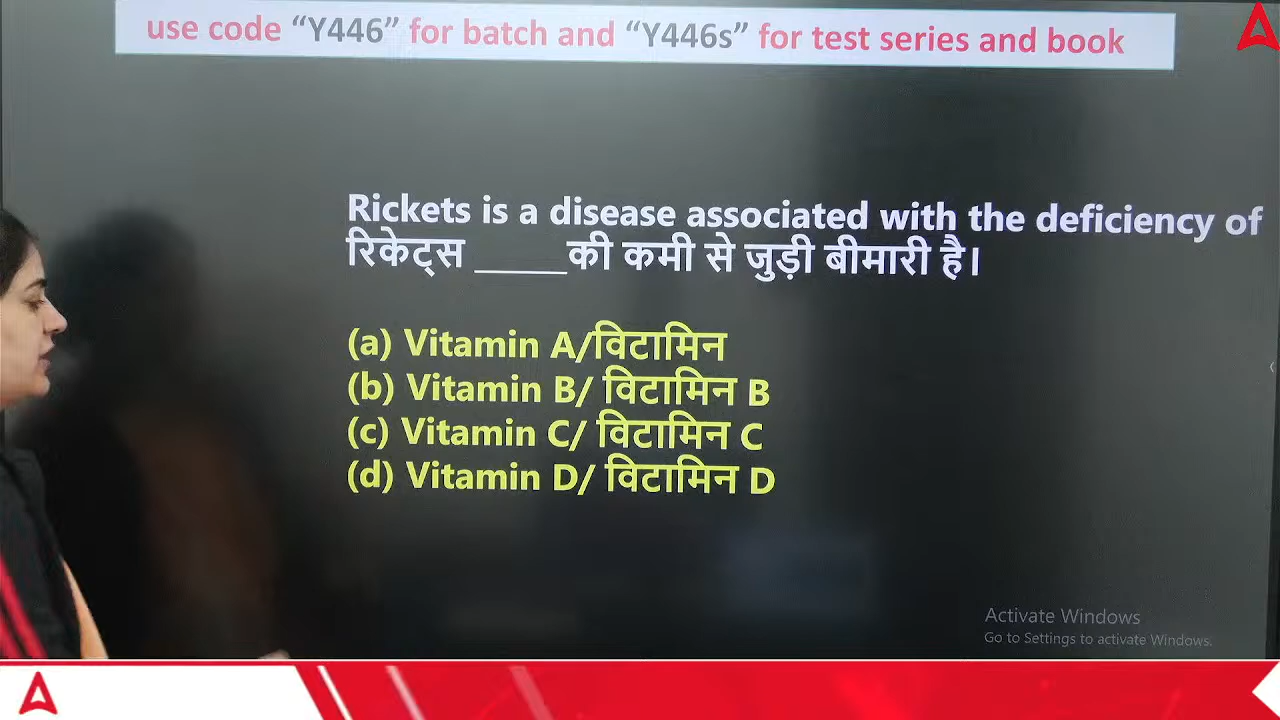 use code “Y446” for batch and “Y446s” for test series and book
Rickets is a disease associated with the deficiency of
रिकेट्स _____की कमी से जुड़ी बीमारी है।
(a) Vitamin A/विटामिन
(b) Vitamin B/ विटामिन B
(c) Vitamin C/ विटामिन C
(d) Vitamin D/ विटामिन D
Activate Windows
Go to Settings to activate Windows.